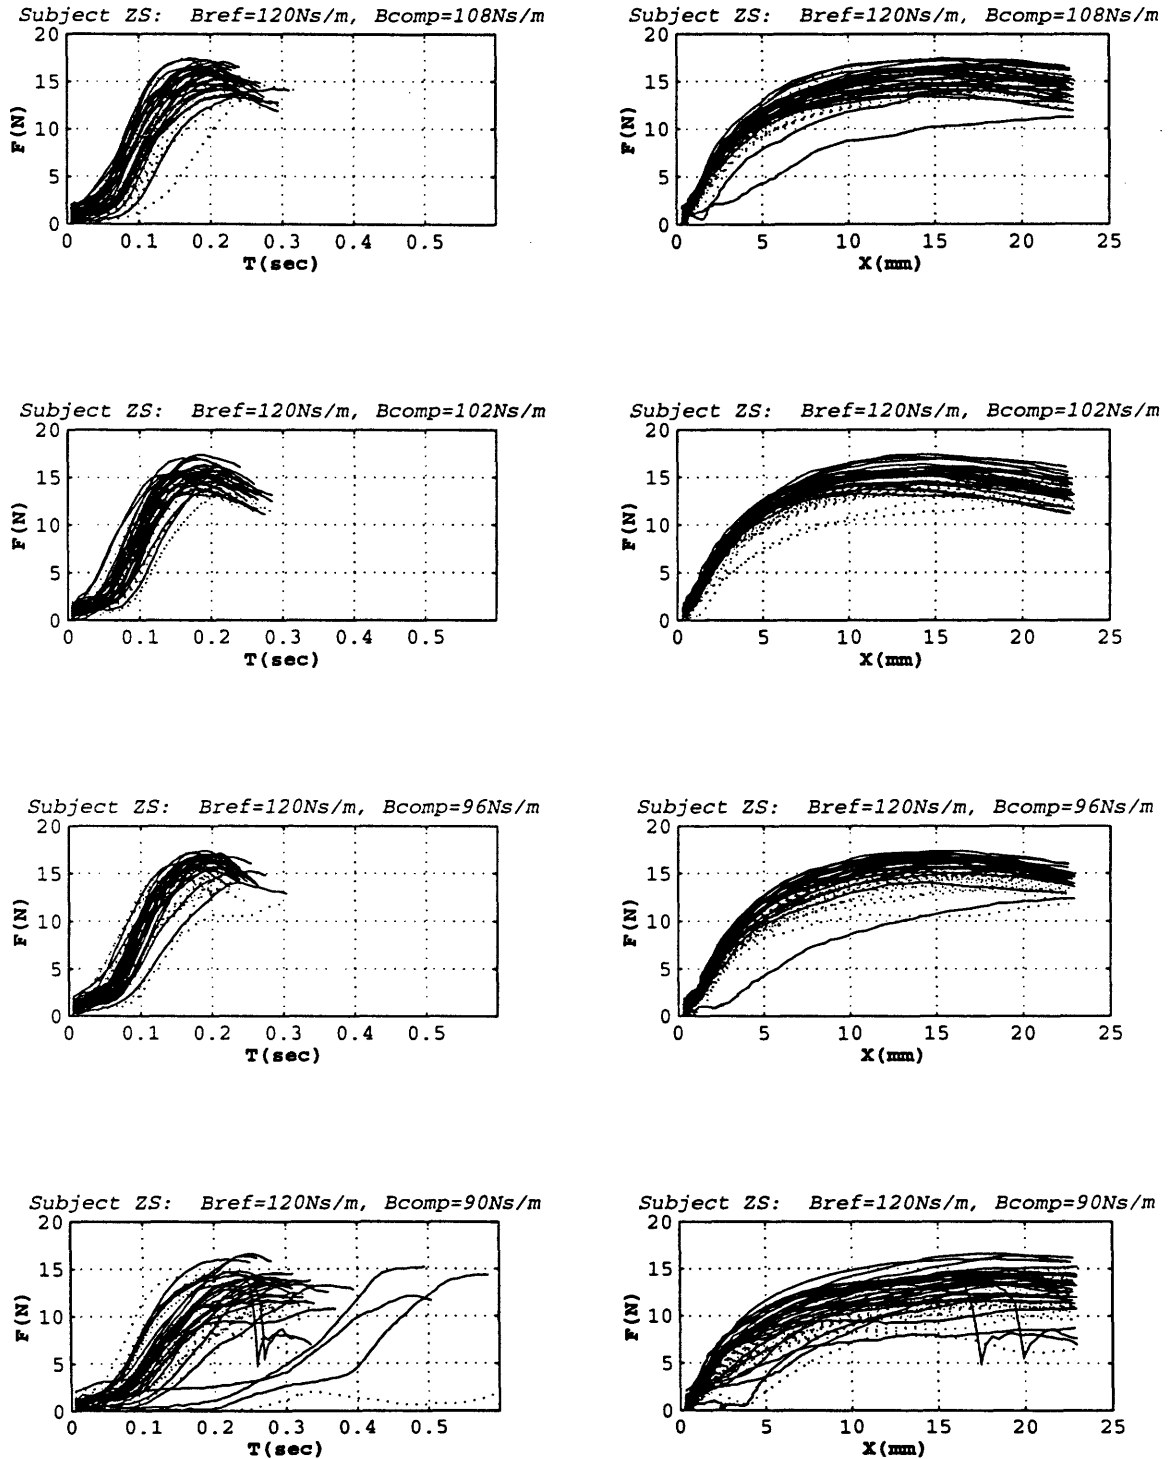 Subject ZS: Bref=120Ns/m, Bcomp=108Ns/m
20
15
10
5
0
F(N)
0 0.1 0.2 0.3 0.4 0.5
T(sec)
Subject ZS: Bref=120Ns/m, Bcomp=108Ns/m
20
15
10
5
0
F(N)
0 5 10 15 20 25
X(mm)
Subject ZS: Bref=120Ns/m, Bcomp=102Ns/m
20
15
10
5
0
F(N)
0 0.1 0.2 0.3 0.4 0.5
T(sec)
Subject ZS: Bref=120Ns/m, Bcomp=102Ns/m
20
15
10
5
0
F(N)
0 5 10 15 20 25
X(mm)
Subject ZS: Bref=120Ns/m, Bcomp=96Ns/m
20
15
10
5
0
F(N)
0 0.1 0.2 0.3 0.4 0.5
T(sec)
Subject ZS: Bref=120Ns/m, Bcomp=96Ns/m
20
15
10
5
0
F(N)
0 5 10 15 20 25
X(mm)
Subject ZS: Bref=120Ns/m, Bcomp=90Ns/m
20
15
10
5
0
F(N)
0 0.1 0.2 0.3 0.4 0.5
T(sec)
Subject ZS: Bref=120Ns/m, Bcomp=90Ns/m
20
15
10
5
0
F(N)
0 5 10 15 20 25
X(mm)